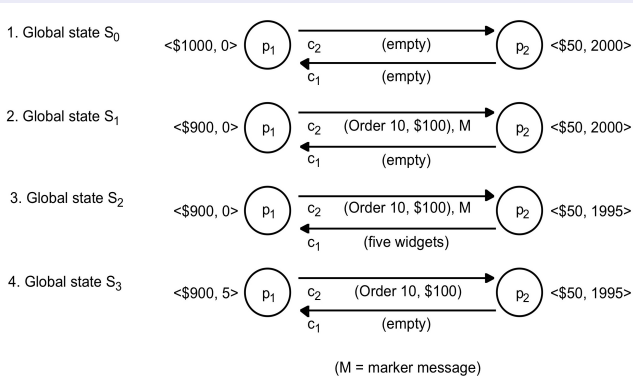 1. Global state S0 <$1000, 0> p1 c2 (empty) p2 <$50, 2000>
c1 (empty)
2. Global state S1 <$900, 0> p1 c2 (Order 10, $100), M p2 <$50, 2000>
c1 (empty)
3. Global state S2 <$900, 0> p1 c2 (Order 10, $100), M p2 <$50, 1995>
c1 (five widgets)
4. Global state S3 <$900, 5> p1 c2 (Order 10, $100) p2 <$50, 1995>
c1 (empty)
(M = marker message)